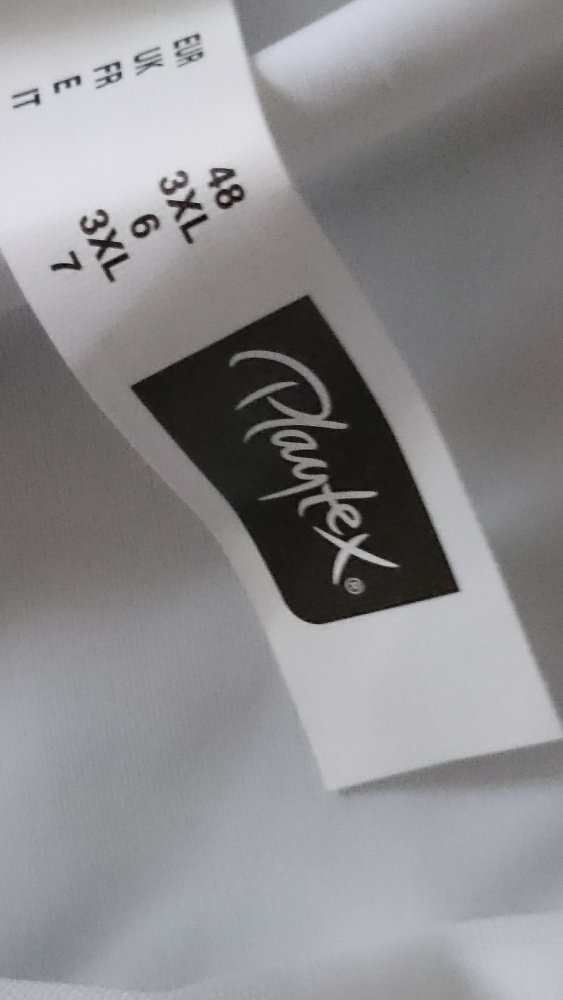 EUR 48
UK 3XL
FR 6
E 3XL
IT 7
Playtex®